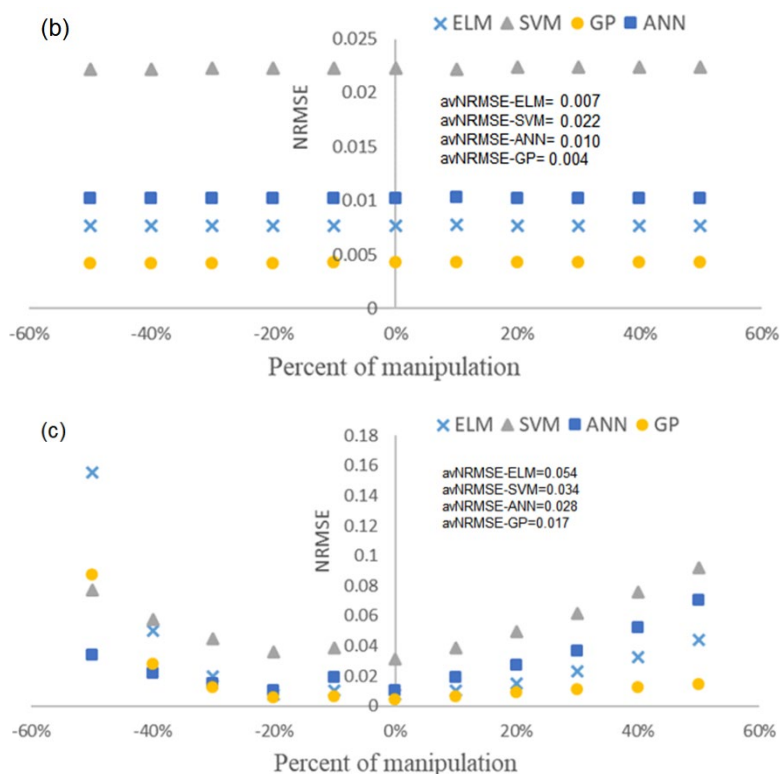 (b)
ELM SVM GP ANN
0.025
0.02
0.015
0.01
0.005
0
NRMSE
avNRMSE-ELM= 0.007
avNRMSE-SVM= 0.022
avNRMSE-ANN= 0.010
avNRMSE-GP= 0.004
-60% -40% -20% 0% 20% 40% 60%
Percent of manipulation
(c)
ELM SVM ANN GP
0.18
0.16
0.14
0.12
0.1
0.08
0.06
0.04
0.02
0
NRMSE
avNRMSE-ELM=0.054
avNRMSE-SVM=0.034
avNRMSE-ANN=0.028
avNRMSE-GP=0.017
-60% -40% -20% 0% 20% 40% 60%
Percent of manipulation